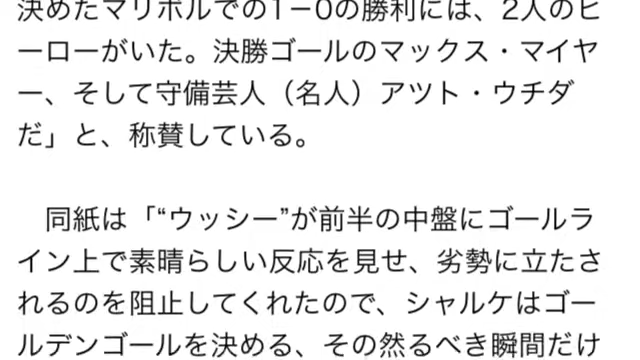 決めたマリボルでの1－0の勝利には、2人のヒ
ーローがいた。決勝ゴールのマックス・マイヤ
ー、そして守備芸人（名人）アツト・ウチダ
だ」と、称賛している。
同紙は「“ウッシー”が前半の中盤にゴールラ
イン上で素晴らしい反応を見せ、劣勢に立たさ
れるのを阻止してくれたので、シャルケはゴー
ルデンゴールを決める、その然るべき瞬間だけ